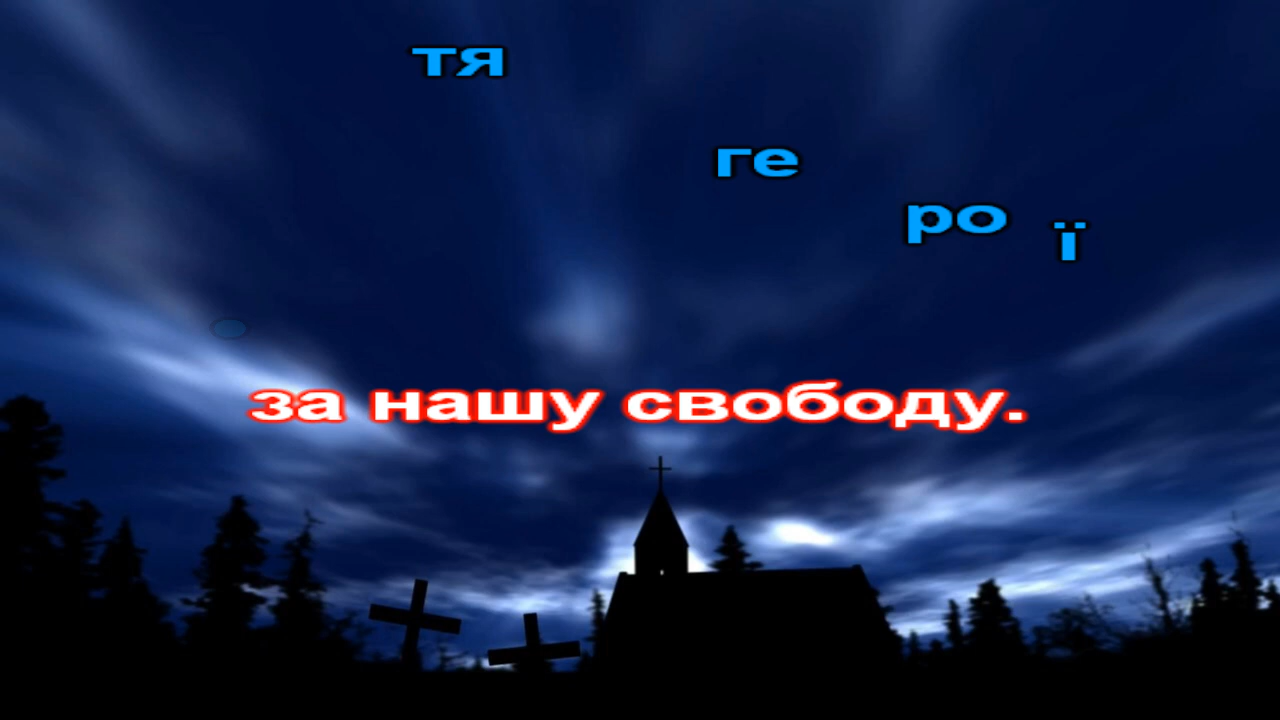 тя
ге
ро
ї
за нашу свободу.